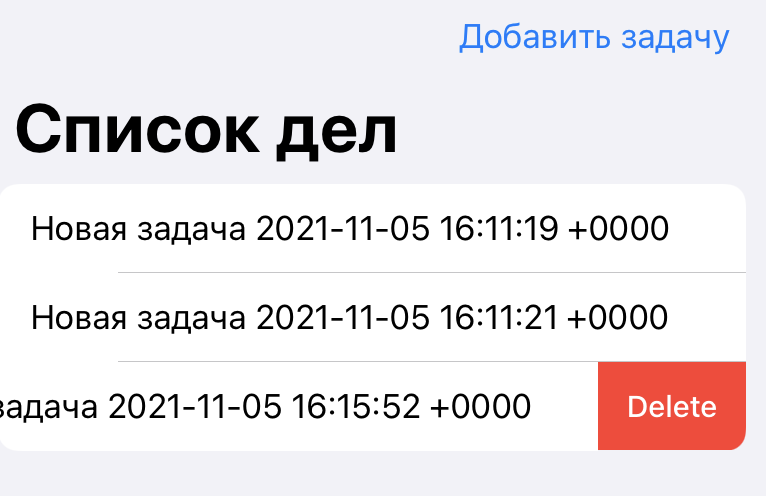 Добавить задачу
Список дел
Новая задача 2021-11-05 16:11:19 +0000
Новая задача 2021-11-05 16:11:21 +0000
задача 2021-11-05 16:15:52 +0000 Delete